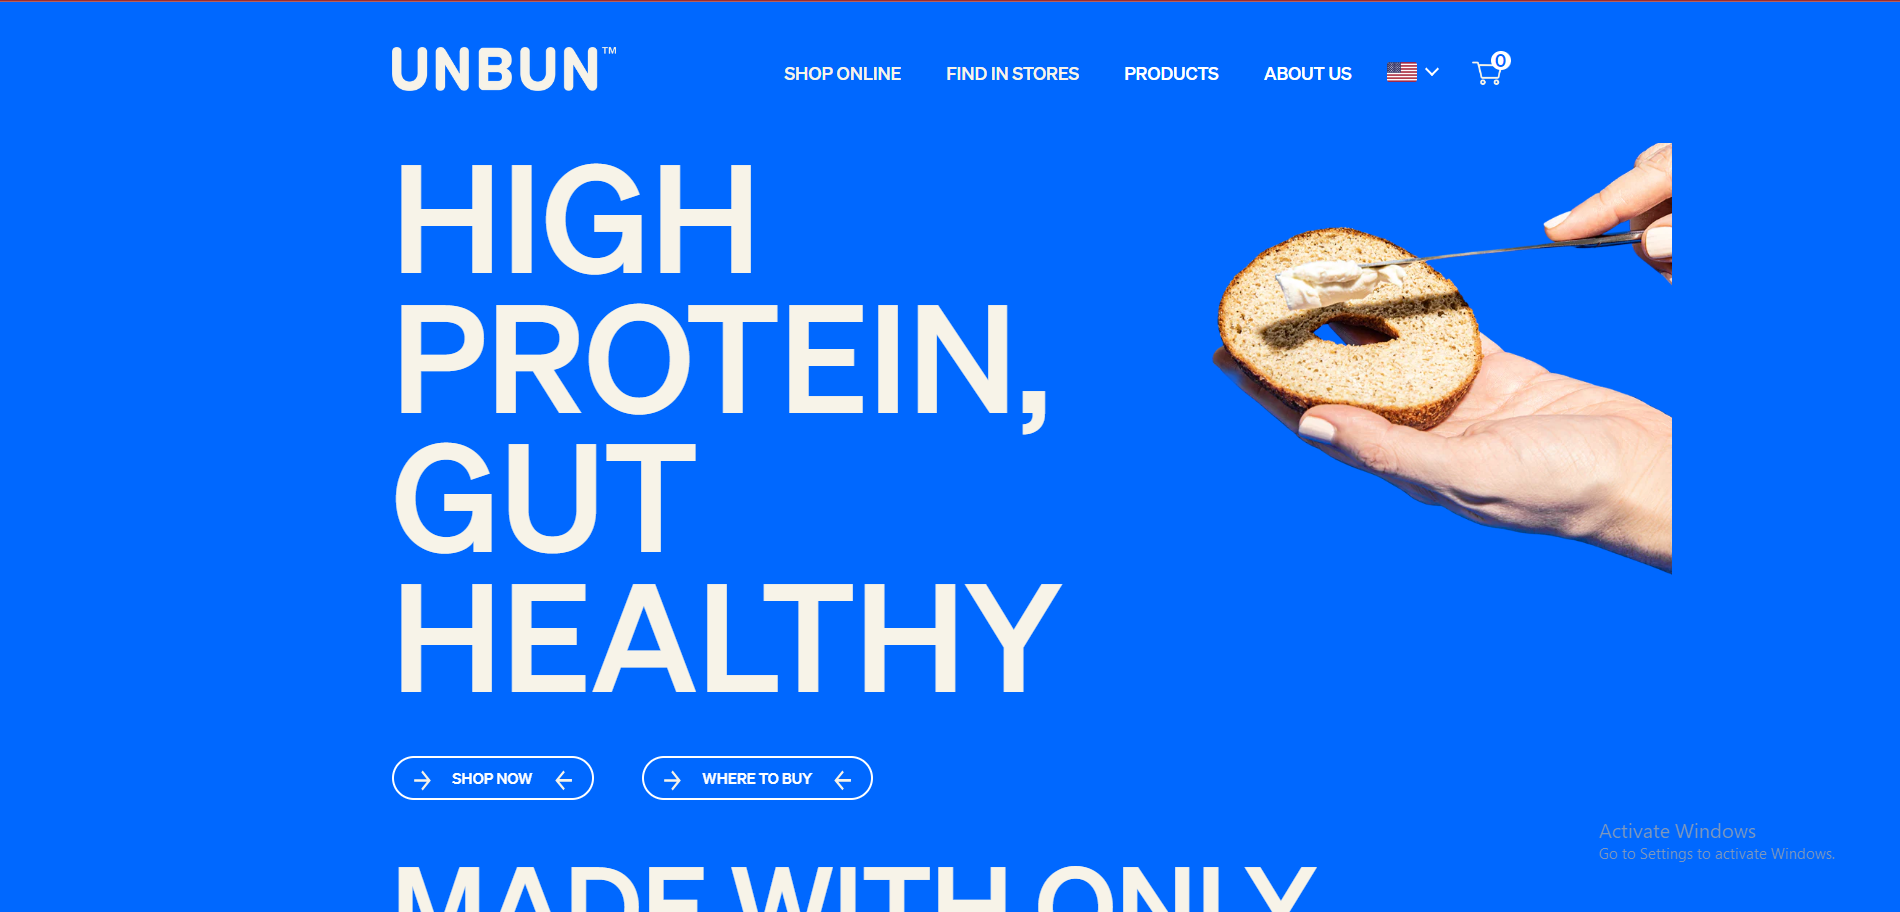 UNBUN™
SHOP ONLINE
FIND IN STORES
PRODUCTS
ABOUT US
0
HIGH
PROTEIN,
GUT
HEALTHY
SHOP NOW
WHERE TO BUY
Activate Windows
Go to Settings to activate Windows.
MADE WITH ONLY